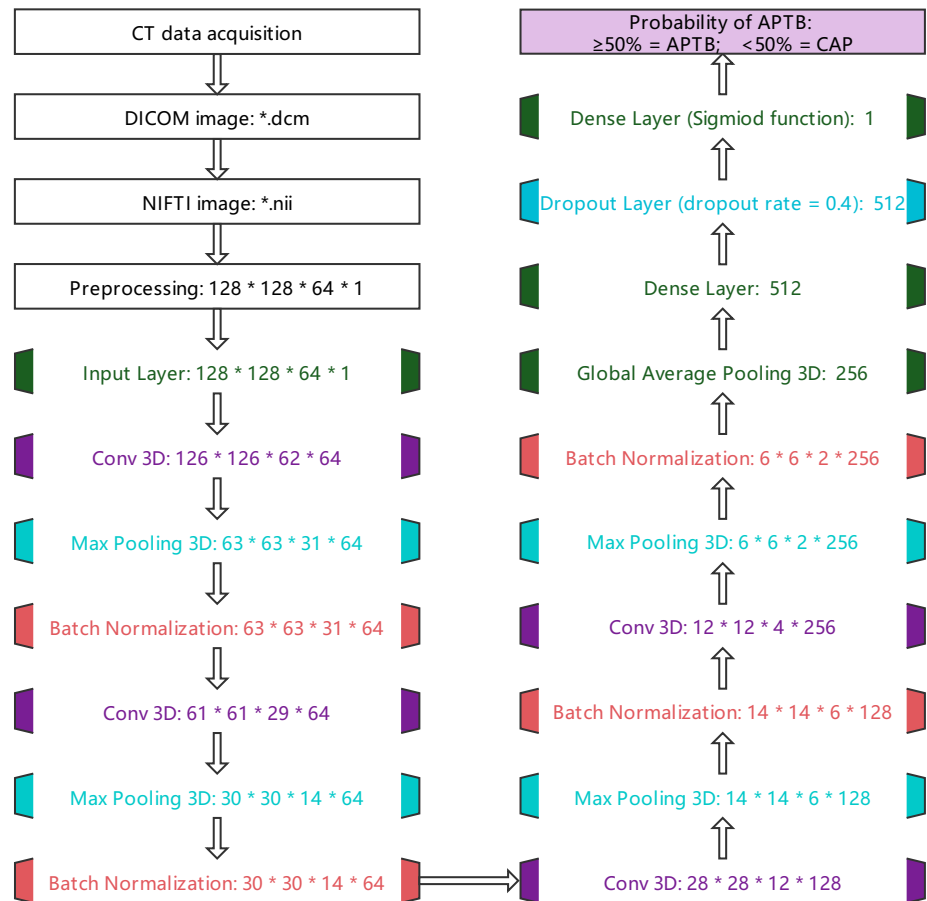 CT data acquisition
DICOM image: *.dcm
NIFTI image: *.nii
Preprocessing: 128 * 128 * 64 * 1
Input Layer: 128 * 128 * 64 * 1
Conv 3D: 126 * 126 * 62 * 64
Max Pooling 3D: 63 * 63 * 31 * 64
Batch Normalization: 63 * 63 * 31 * 64
Conv 3D: 61 * 61 * 29 * 64
Max Pooling 3D: 30 * 30 * 14 * 64
Batch Normalization: 30 * 30 * 14 * 64
Conv 3D: 28 * 28 * 12 * 128
Max Pooling 3D: 14 * 14 * 6 * 128
Batch Normalization: 14 * 14 * 6 * 128
Conv 3D: 12 * 12 * 4 * 256
Max Pooling 3D: 6 * 6 * 2 * 256
Batch Normalization: 6 * 6 * 2 * 256
Global Average Pooling 3D: 256
Dense Layer: 512
Dropout Layer (dropout rate = 0.4): 512
Dense Layer (Sigmiod function): 1
Probability of APTB:
≥50% = APTB; <50% = CAP